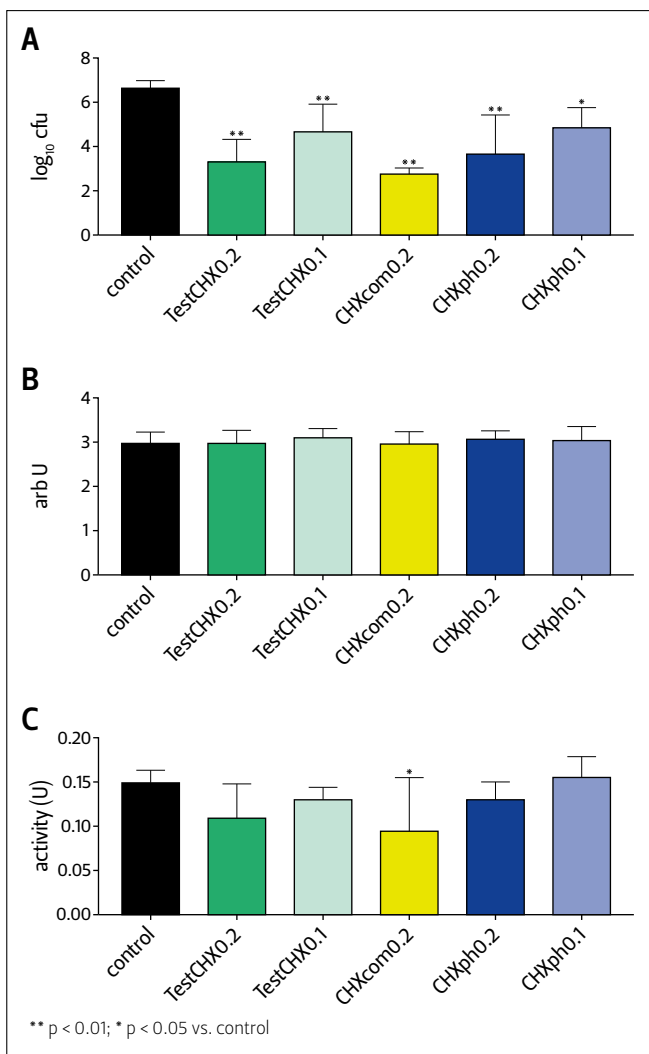 A
8
6
4
2
0
log₁₀ cfu
**
**
**
**
*
control
TestCHX0.2
TestCHX0.1
CHXcom0.2
CHXph0.2
CHXph0.1
B
4
3
2
1
0
arb U
control
TestCHX0.2
TestCHX0.1
CHXcom0.2
CHXph0.2
CHXph0.1
C
0.20
0.15
0.10
0.05
0.00
activity (U)
*
control
TestCHX0.2
TestCHX0.1
CHXcom0.2
CHXph0.2
CHXph0.1
** p < 0.01; * p < 0.05 vs. control